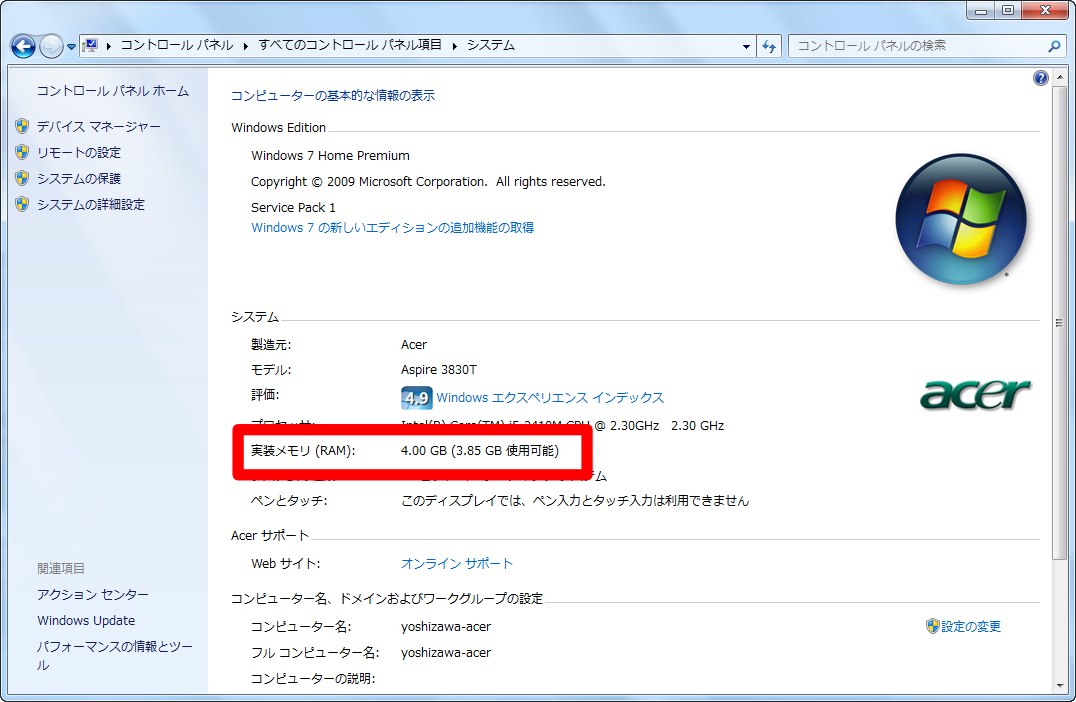 コントロール パネル ▸ すべてのコントロール パネル項目 ▸ システム
コントロール パネルの検索
コントロール パネル ホーム
デバイス マネージャー
リモートの設定
システムの保護
システムの詳細設定
関連項目
アクション センター
Windows Update
パフォーマンスの情報とツー
ル
コンピューターの基本的な情報の表示
Windows Edition
Windows 7 Home Premium
Copyright © 2009 Microsoft Corporation. All rights reserved.
Service Pack 1
Windows 7 の新しいエディションの追加機能の取得
システム
製造元: Acer
モデル: Aspire 3830T
評価: 4.9 Windows エクスペリエンス インデックス
プロセッサ: Intel(R) Core(TM) i5-2410M CPU @ 2.30GHz 2.30 GHz
実装メモリ (RAM): 4.00 GB (3.85 GB 使用可能)
ペンとタッチ: このディスプレイでは、ペン入力とタッチ入力は利用できません
acer
Acer サポート
Web サイト: オンライン サポート
コンピューター名、ドメインおよびワークグループの設定
コンピューター名: yoshizawa-acer
設定の変更
フル コンピューター名: yoshizawa-acer
コンピューターの説明: